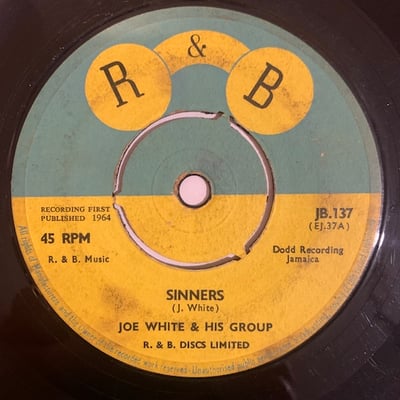 R & B
RECORDING FIRST
PUBLISHED 1964
45 RPM
R. & B. Music
JB.137
(EJ.37A)
Dodd Recording
Jamaica
SINNERS
(J. White)
JOE WHITE & HIS GROUP
R. & B. DISCS LIMITED